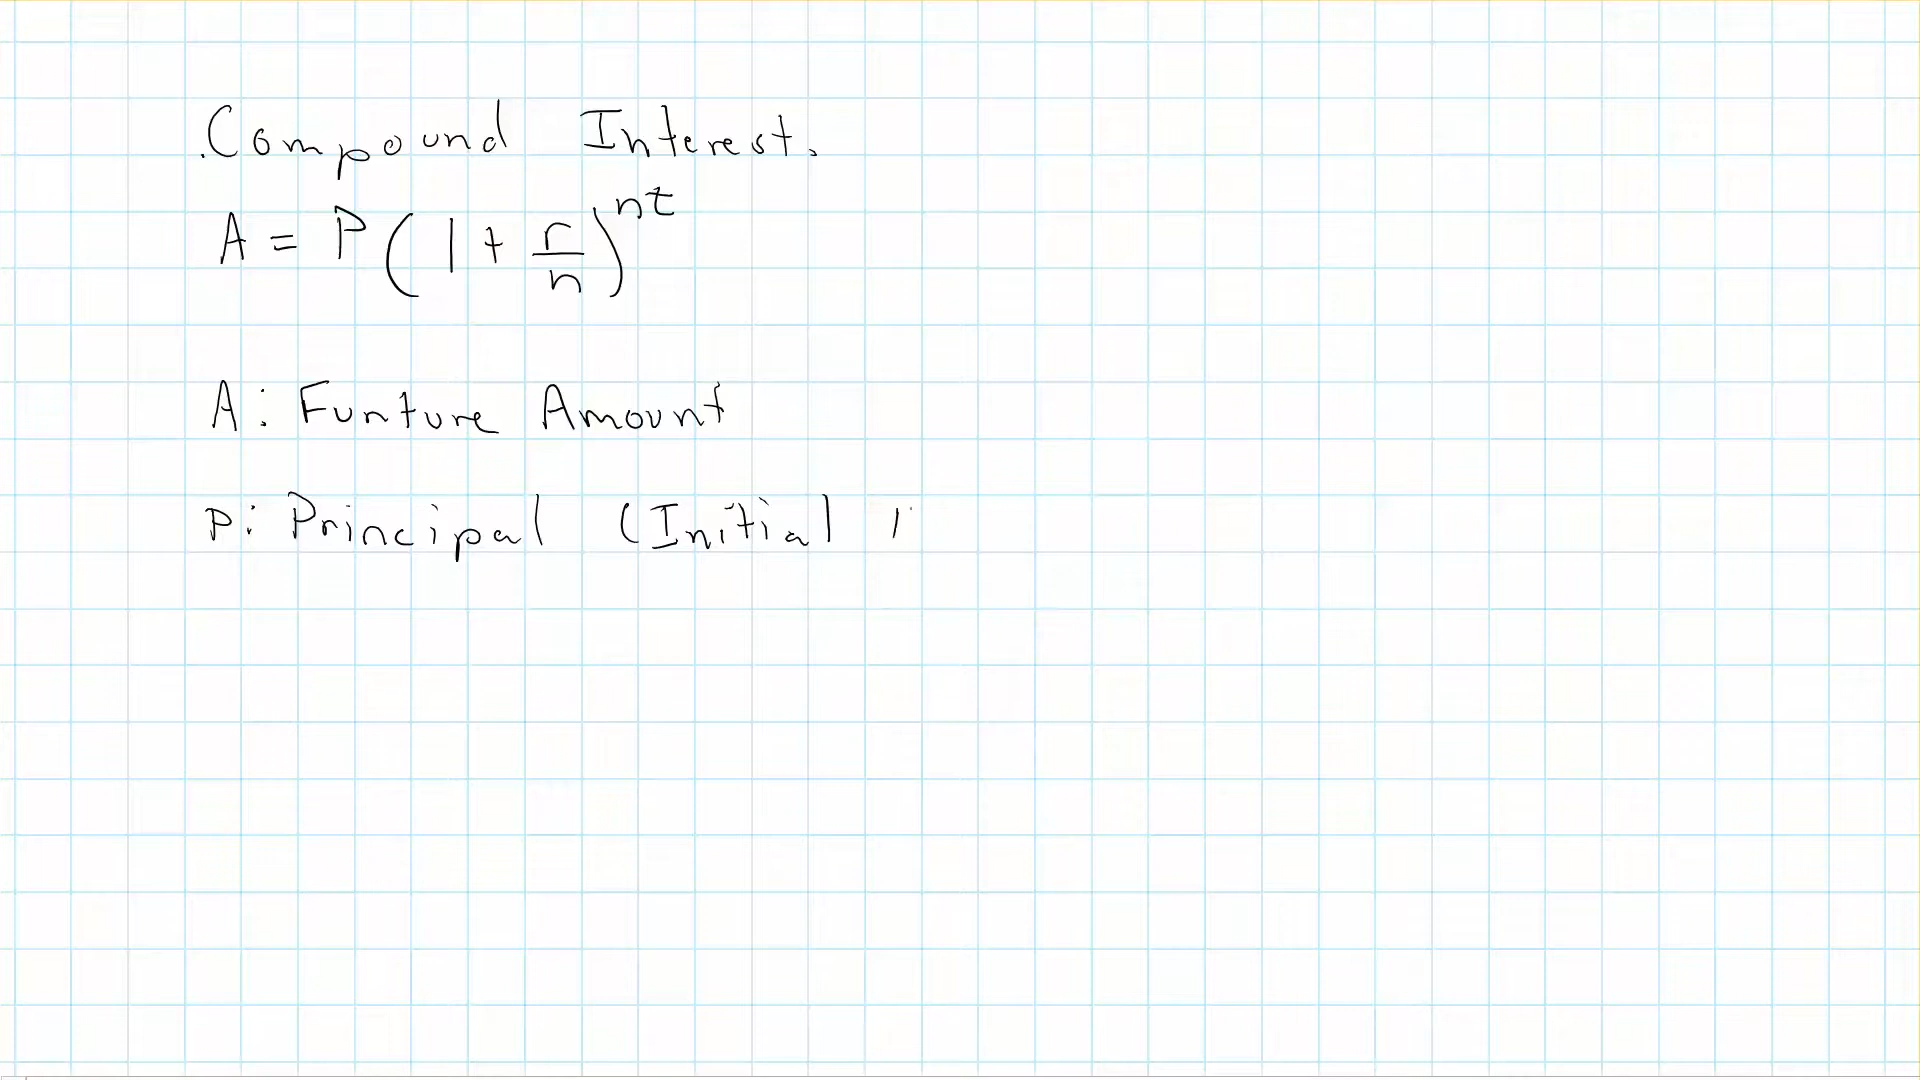 .Compound Interest.
A = P(1 + r/n)^nt
A: Funture Amount
P: Principal (Initial